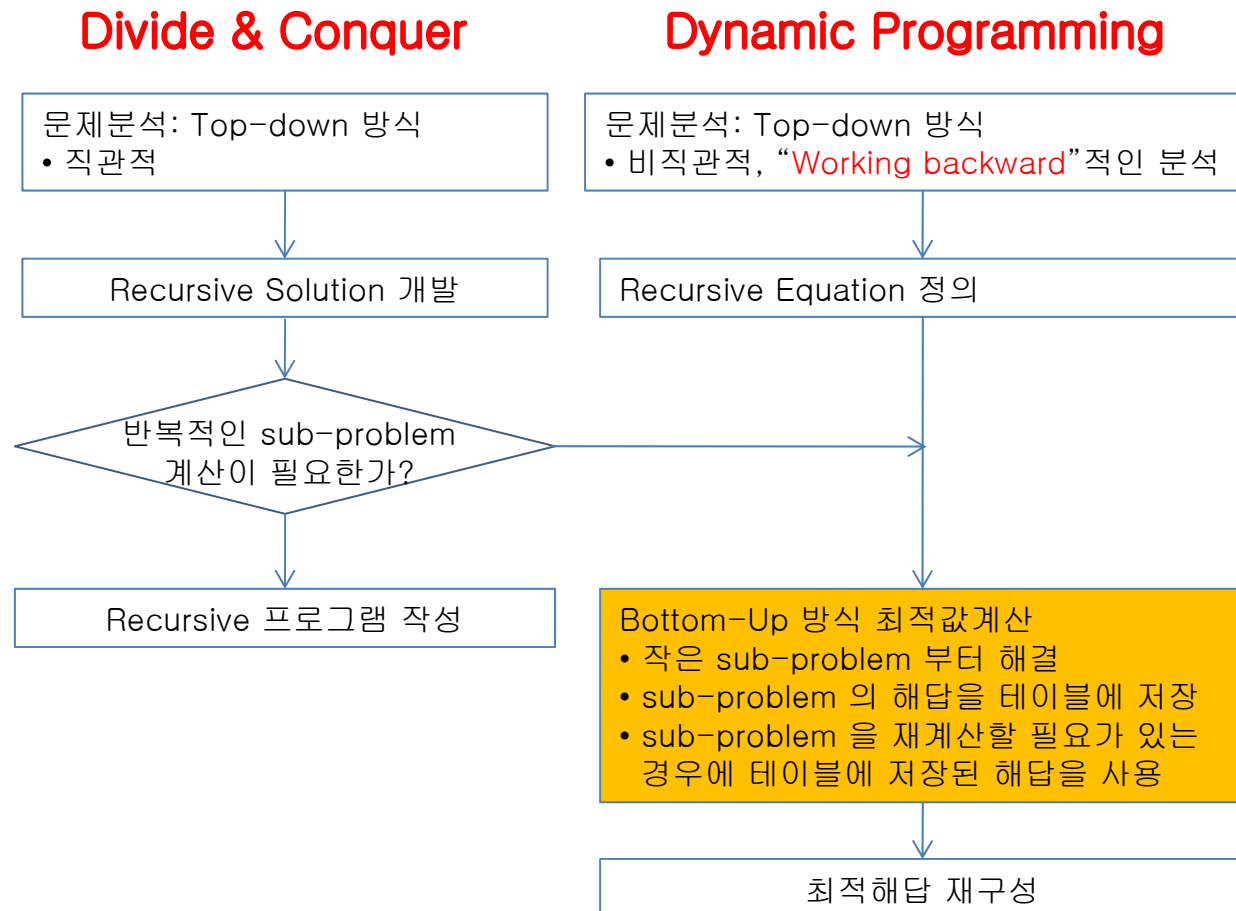 Divide & Conquer
Dynamic Programming
문제분석: Top-down 방식
• 직관적
문제분석: Top-down 방식
• 비직관적, “Working backward”적인 분석
Recursive Solution 개발
Recursive Equation 정의
반복적인 sub-problem
계산이 필요한가?
Recursive 프로그램 작성
Bottom-Up 방식 최적값계산
• 작은 sub-problem 부터 해결
• sub-problem 의 해답을 테이블에 저장
• sub-problem 을 재계산할 필요가 있는
경우에 테이블에 저장된 해답을 사용
최적해답 재구성